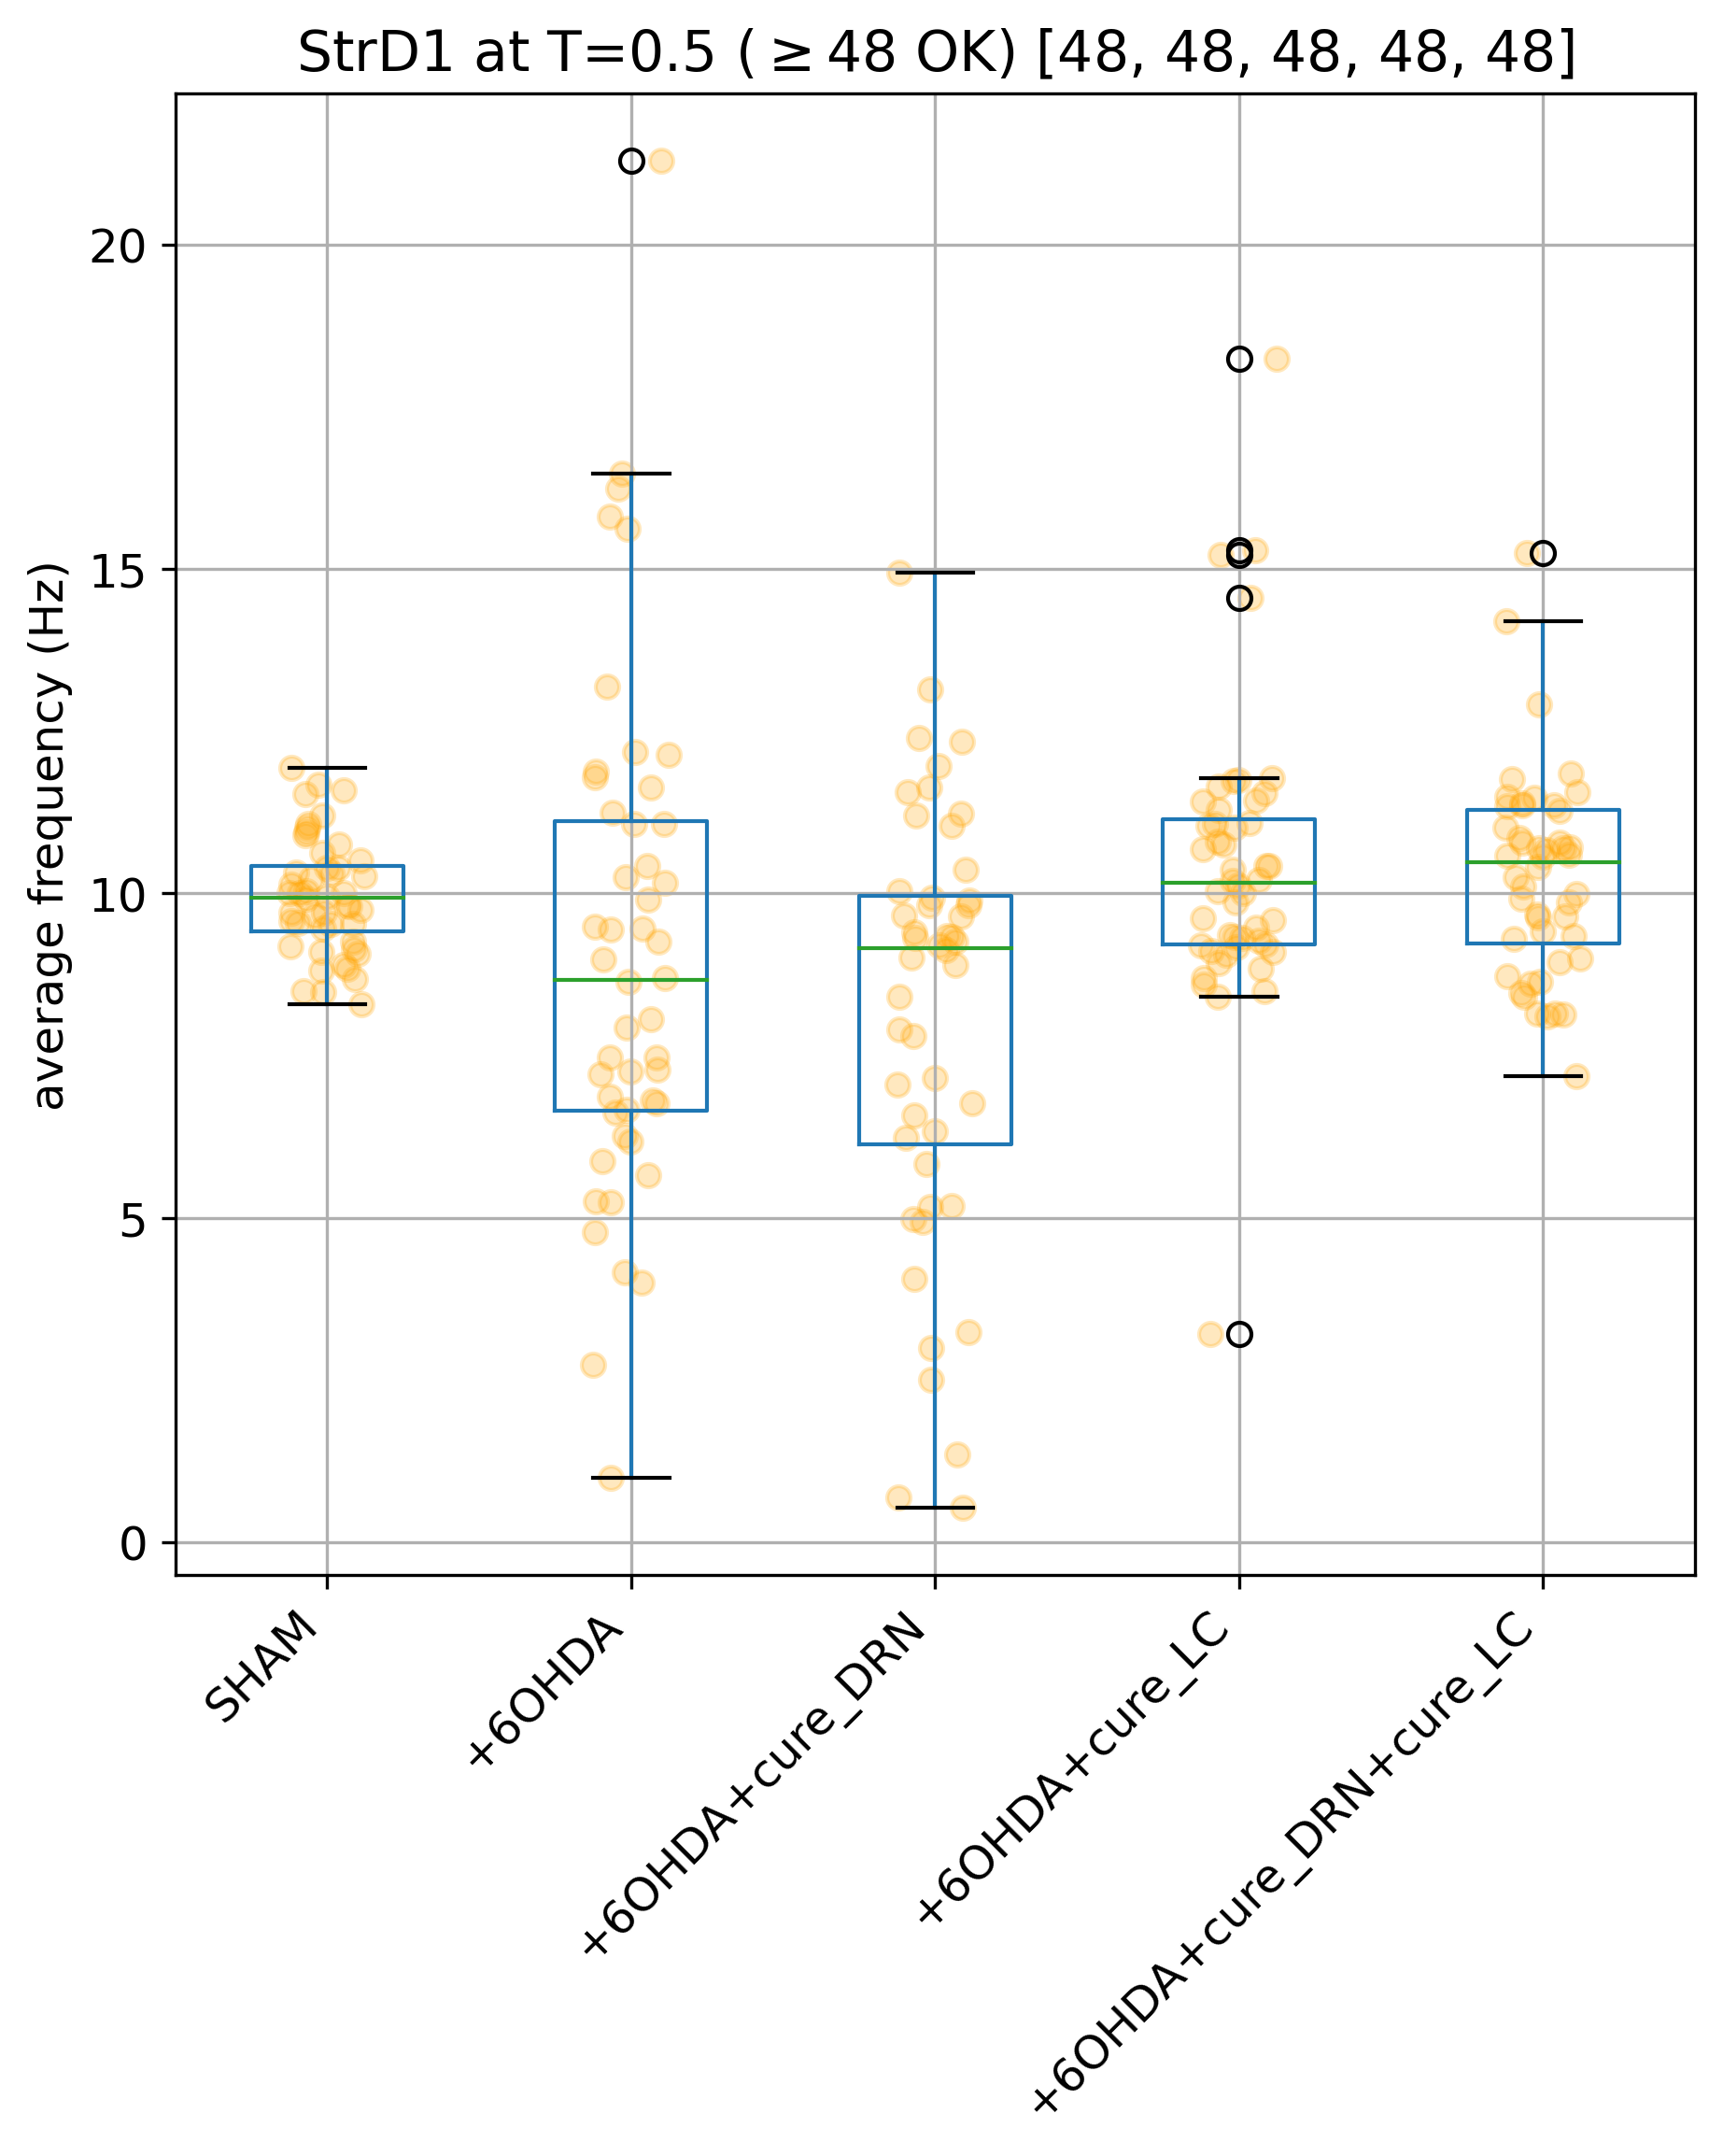 StrD1 at T=0.5 (≥48 OK) [48, 48, 48, 48, 48]
average frequency (Hz)
20
15
10
5
0
SHAM
+6OHDA
+6OHDA+cure_DRN
+6OHDA+cure_LC
+6OHDA+cure_DRN+cure_LC